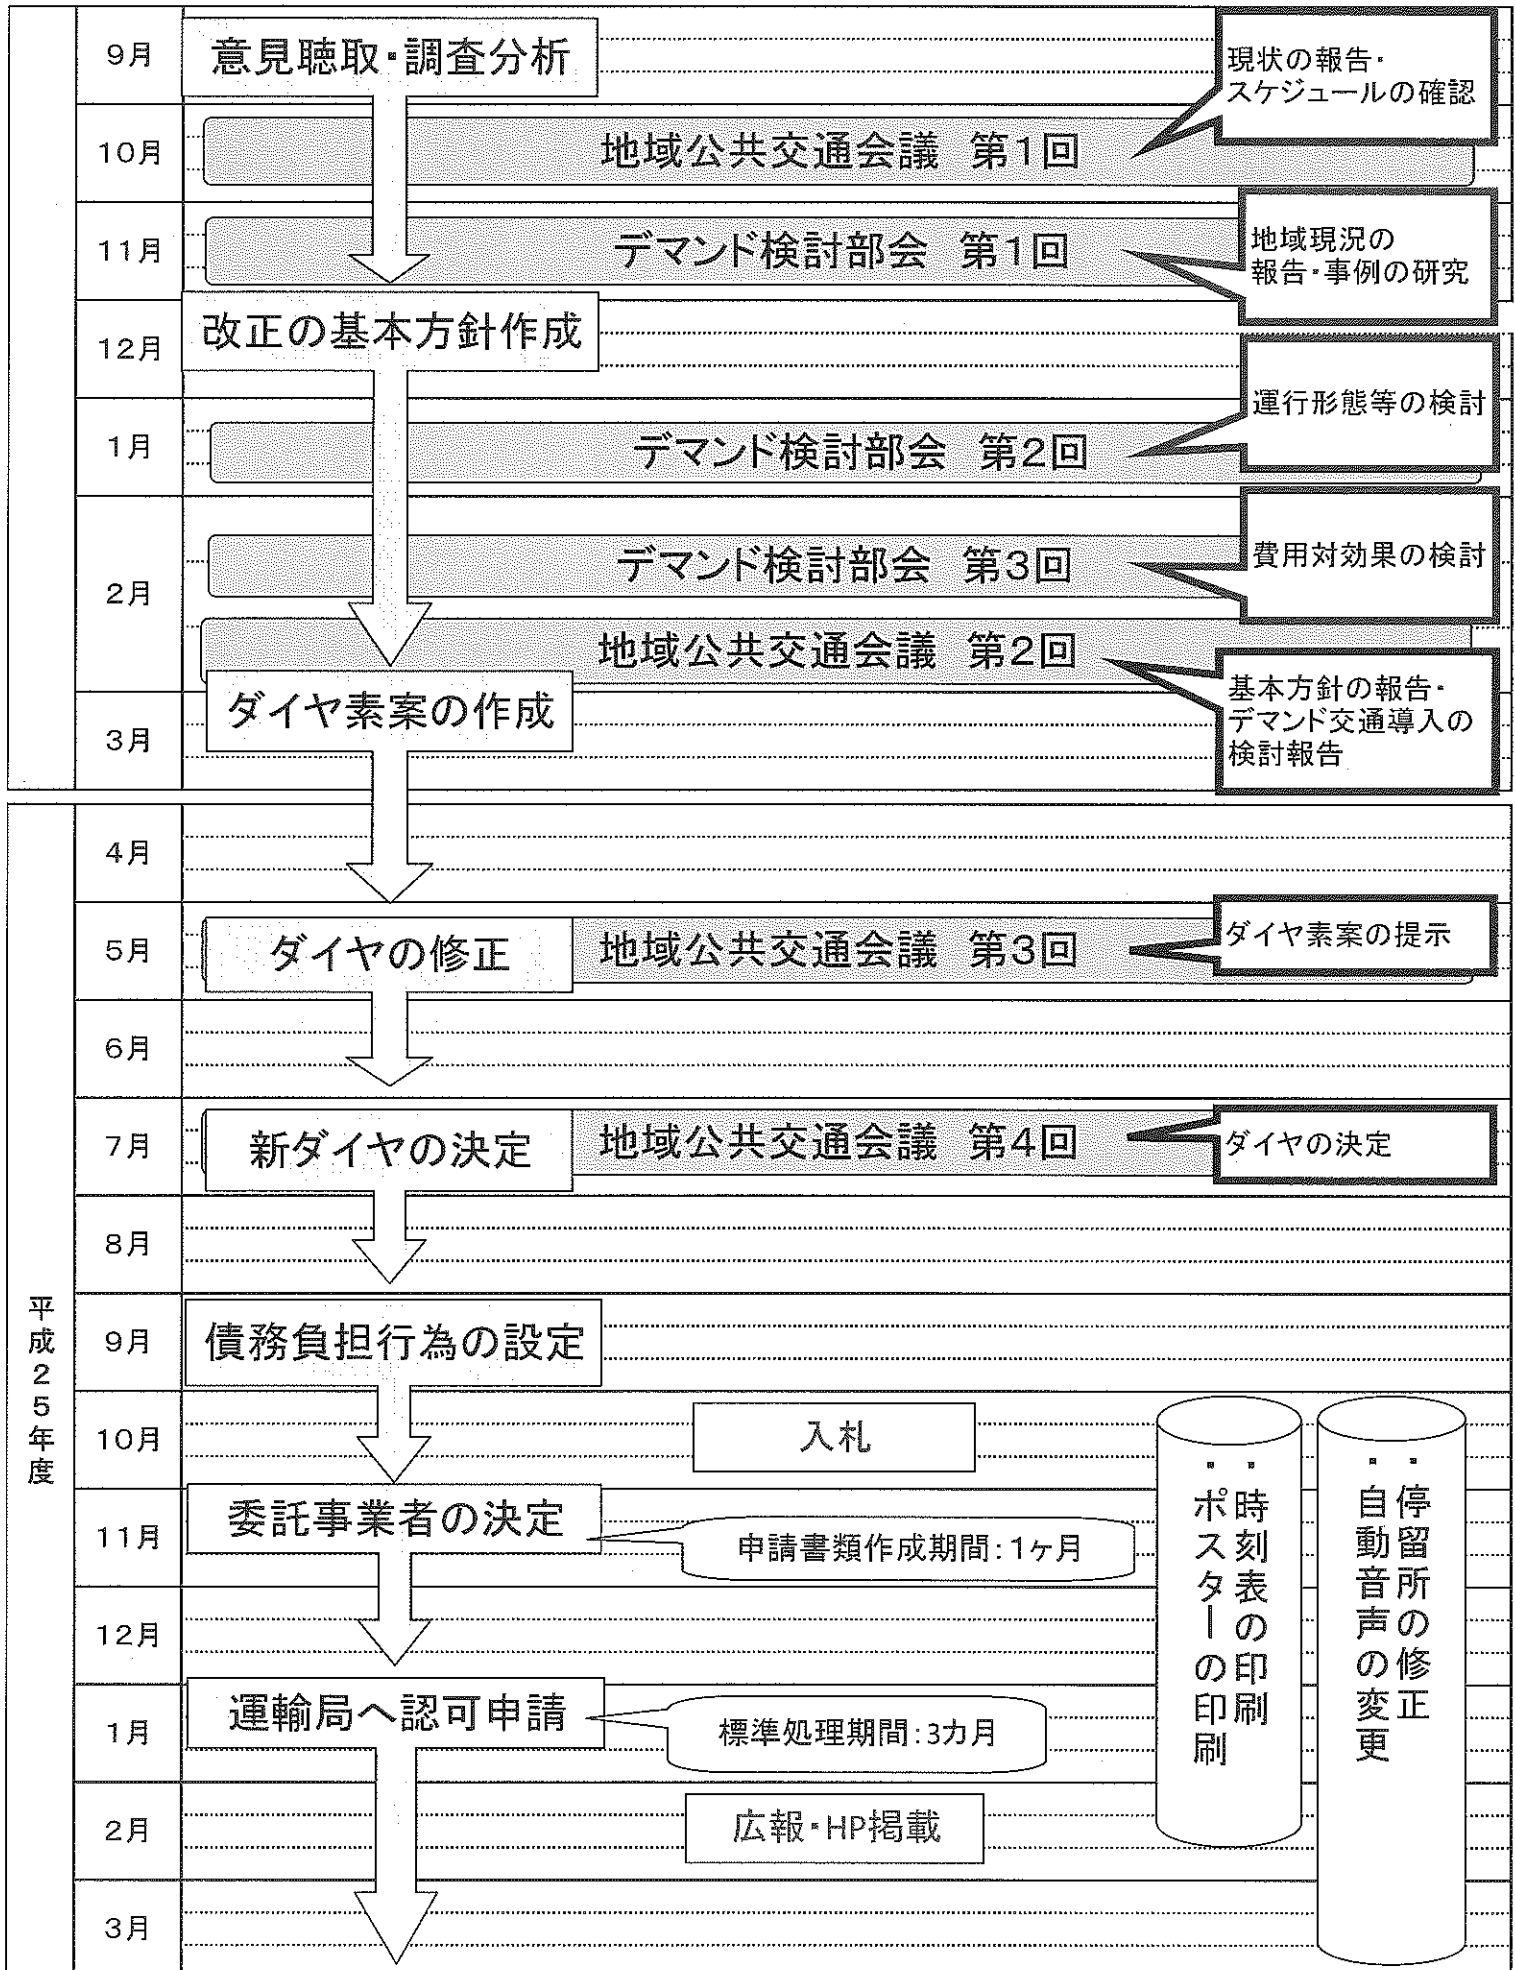 9月
意見聴取・調査分析
現状の報告・
スケジュールの確認
10月
地域公共交通会議 第1回
11月
デマンド検討部会 第1回
地域現況の
報告・事例の研究
12月
改正の基本方針作成
1月
デマンド検討部会 第2回
運行形態等の検討
2月
デマンド検討部会 第3回
費用対効果の検討
地域公共交通会議 第2回
基本方針の報告・
デマンド交通導入の
検討報告
3月
ダイヤ素案の作成
平成25年度
4月
5月
ダイヤの修正
地域公共交通会議 第3回
ダイヤ素案の提示
6月
7月
新ダイヤの決定
地域公共交通会議 第4回
ダイヤの決定
8月
9月
債務負担行為の設定
10月
入札
・時刻表の印刷
・ポスターの印刷
・停留所の修正
・自動音声の変更
11月
委託事業者の決定
申請書類作成期間：1ヶ月
12月
1月
運輸局へ認可申請
標準処理期間：3カ月
2月
広報・HP掲載
3月